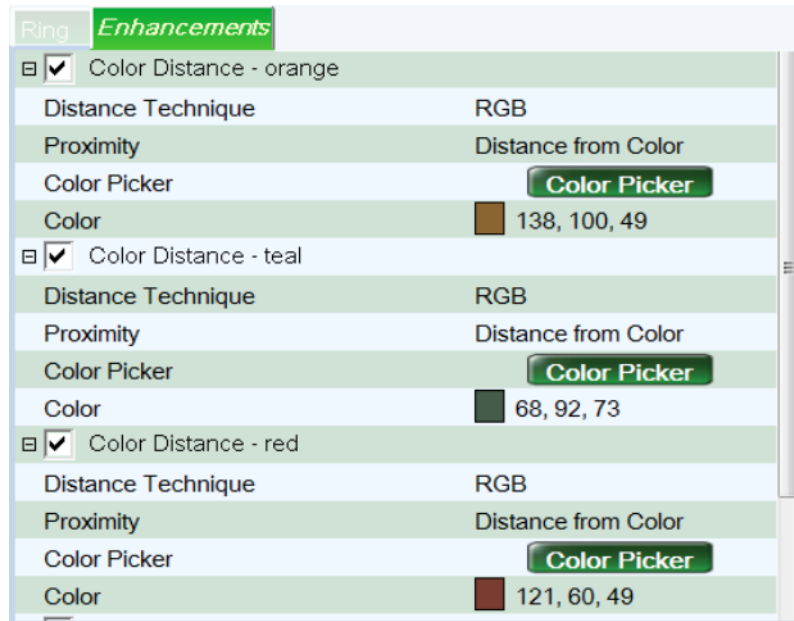 Ring Enhancements
Color Distance - orange
Distance Technique RGB
Proximity Distance from Color
Color Picker Color Picker
Color 138, 100, 49
Color Distance - teal
Distance Technique RGB
Proximity Distance from Color
Color Picker Color Picker
Color 68, 92, 73
Color Distance - red
Distance Technique RGB
Proximity Distance from Color
Color Picker Color Picker
Color 121, 60, 49